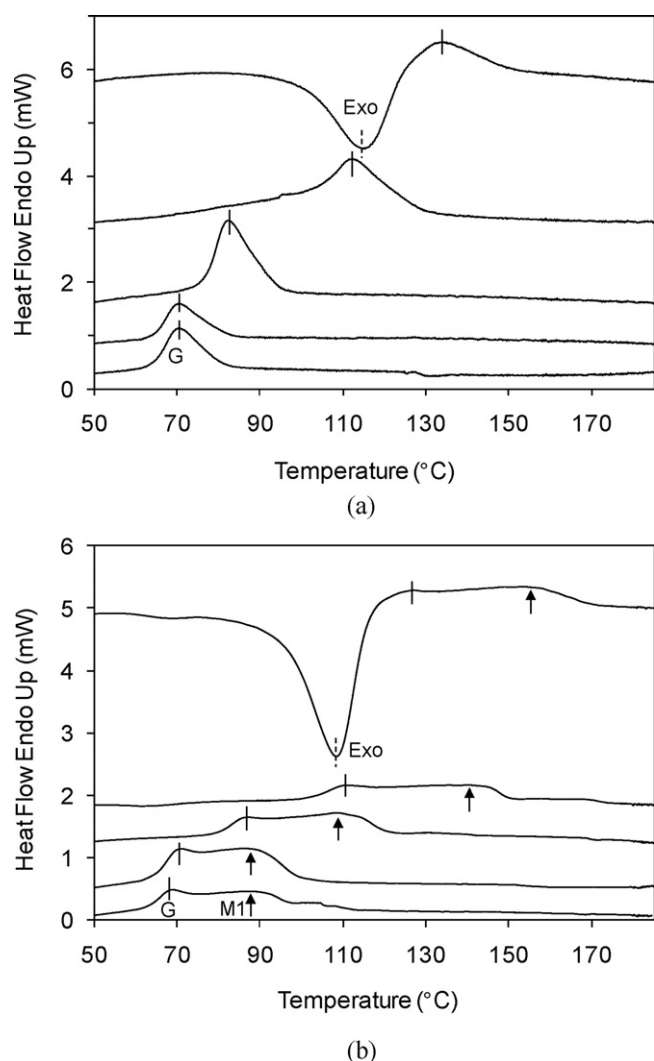 Heat Flow Endo Up (mW)
6
4
2
0
Exo
G
50 70 90 110 130 150 170
Temperature (°C)
(a)
Heat Flow Endo Up (mW)
6
5
4
3
2
1
0
Exo
G
M1
50 70 90 110 130 150 170
Temperature (°C)
(b)